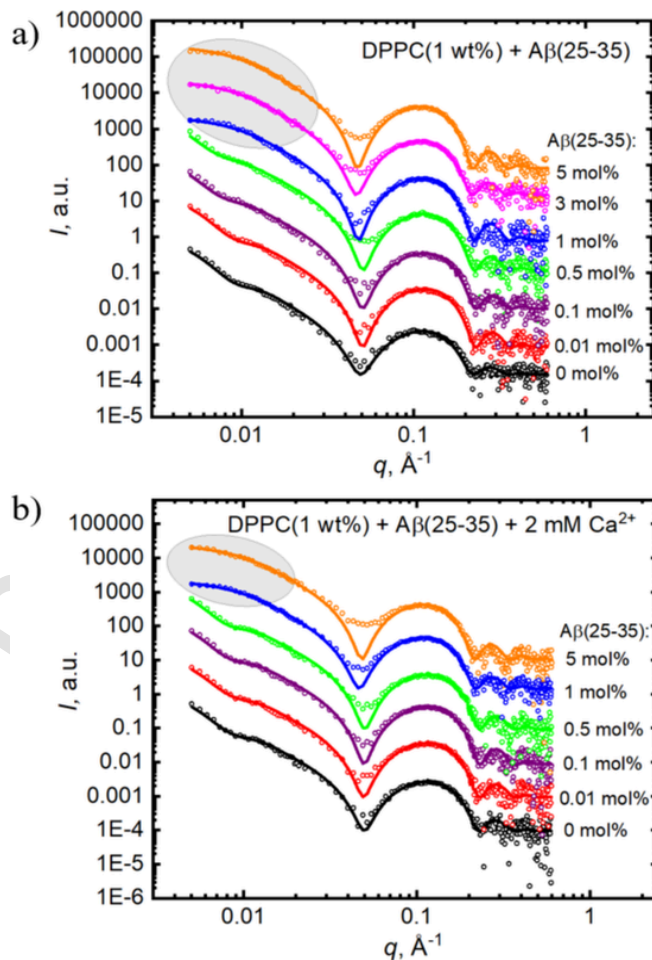 a)
DPPC(1 wt%) + Aβ(25-35)
1000000
100000
10000
1000
100
10
1
0.1
0.01
0.001
1E-4
1E-5
I, a.u.
Aβ(25-35):
5 mol%
3 mol%
1 mol%
0.5 mol%
0.1 mol%
0.01 mol%
0 mol%
0.01 0.1 1
q, Å⁻¹
b)
DPPC(1 wt%) + Aβ(25-35) + 2 mM Ca²⁺
100000
10000
1000
100
10
1
0.1
0.01
0.001
1E-4
1E-5
1E-6
I, a.u.
Aβ(25-35):
5 mol%
1 mol%
0.5 mol%
0.1 mol%
0.01 mol%
0 mol%
0.01 0.1 1
q, Å⁻¹